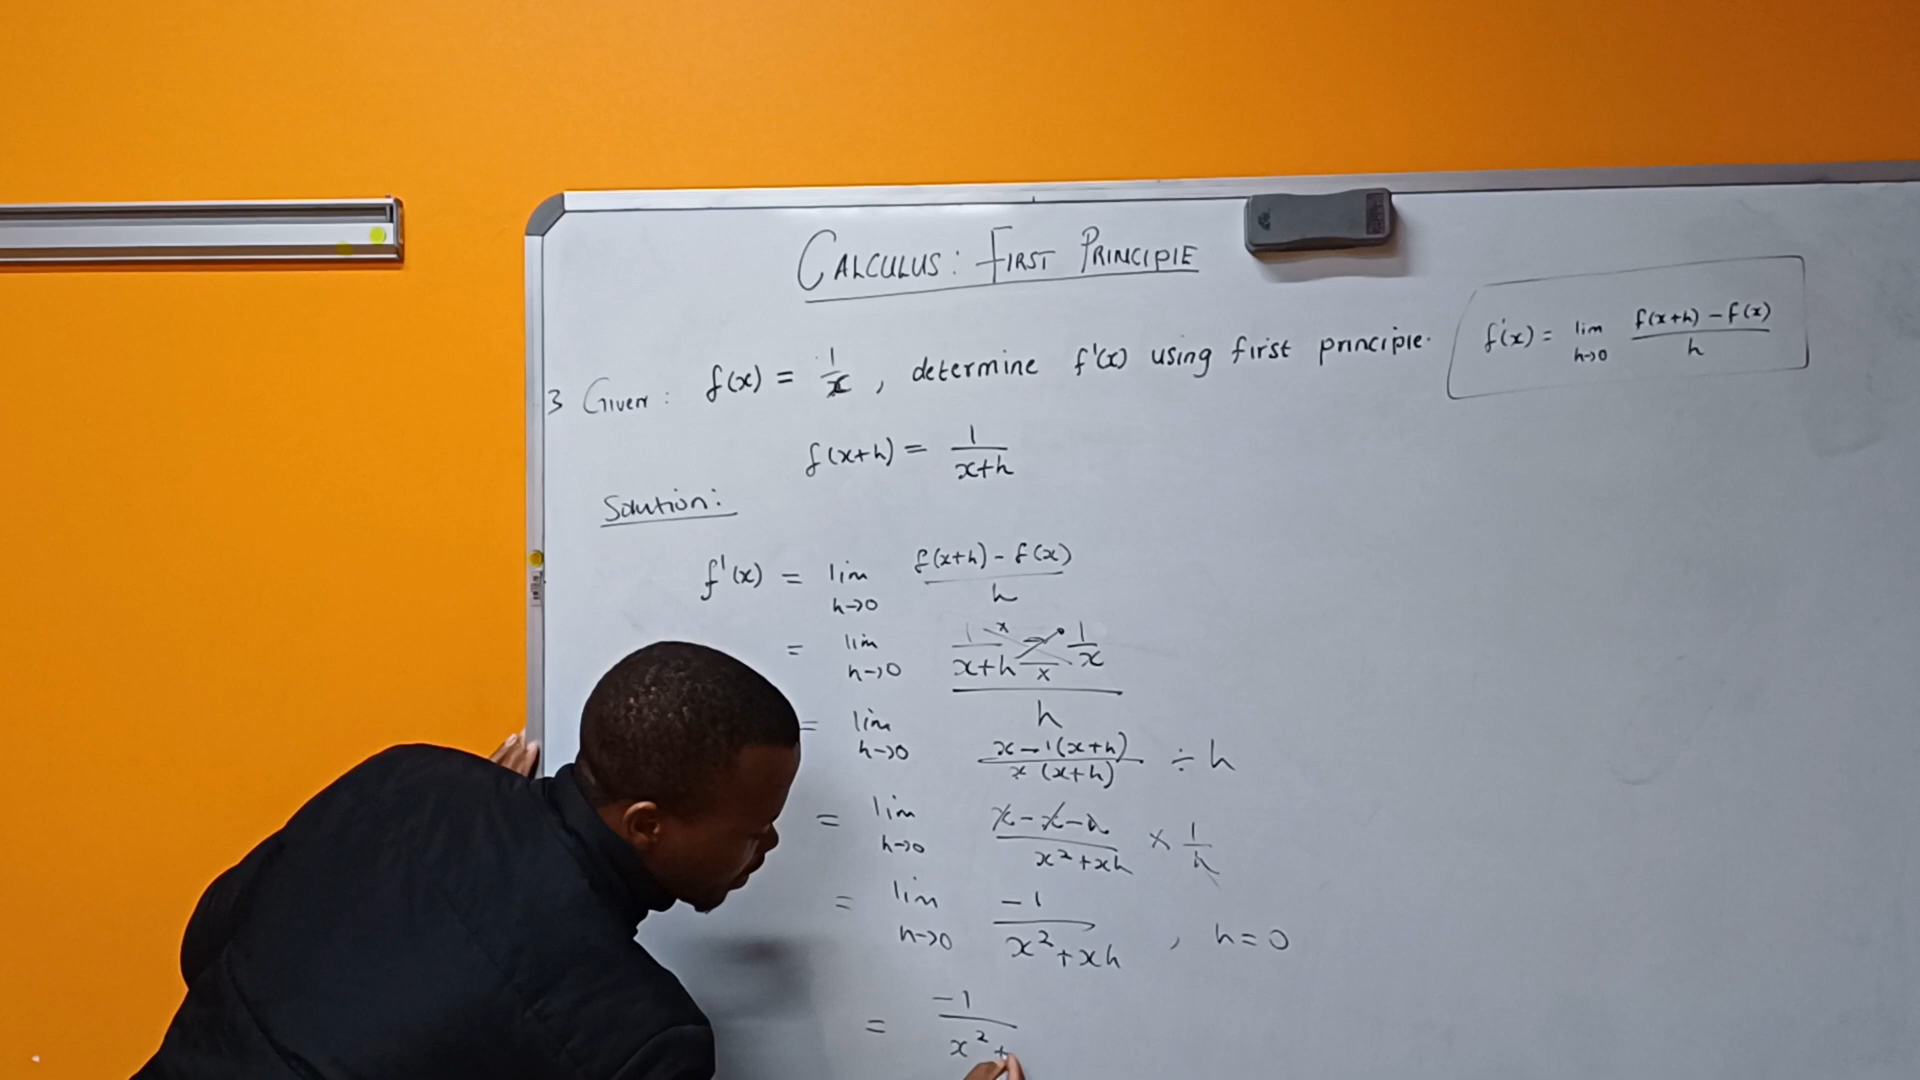 CALCULUS: FIRST PRINCIPLE
3 Given: f(x) = 1/x, determine f'(x) using first principle.
f'(x) = lim h→0 (f(x+h) - f(x))/h
f(x+h) = 1/(x+h)
Solution:
f'(x) = lim h→0 (f(x+h) - f(x))/h
= lim h→0 (1/(x+h) - 1/x)/h
= lim h→0 (x-1(x+h))/(x(x+h)) ÷ h
= lim h→0 (x-x-h)/(x²+xh) × 1/h
= lim h→0 -1/(x²+xh), h=0
= -1/(x²+